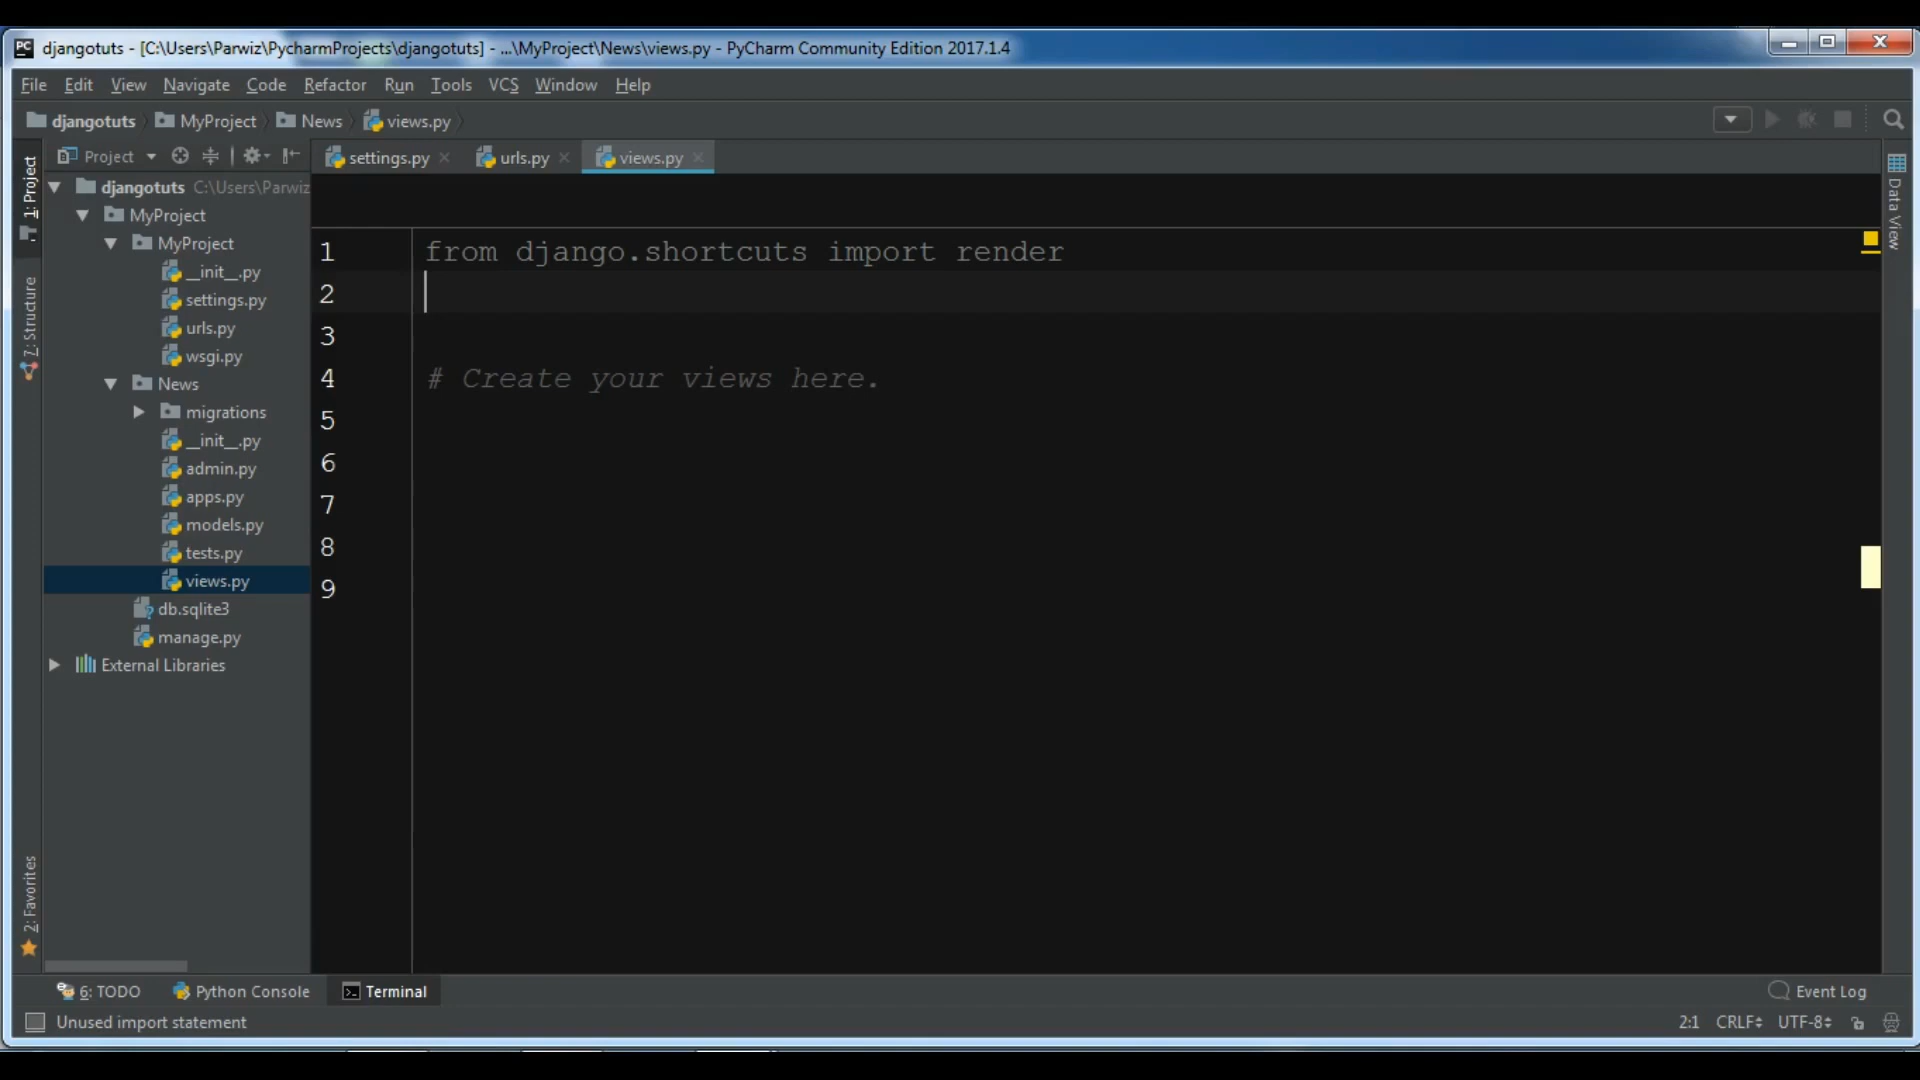 djangotuts - [C:\Users\Parwiz\PycharmProjects\djangotuts] - ...\MyProject\News\views.py - PyCharm Community Edition 2017.1.4
File Edit View Navigate Code Refactor Run Tools VCS Window Help
djangotuts MyProject News views.py
Project
settings.py urls.py views.py
1: Project
7: Structure
2: Favorites
djangotuts C:\Users\Parwiz
MyProject
MyProject
__init__.py
settings.py
urls.py
wsgi.py
News
migrations
__init__.py
admin.py
apps.py
models.py
tests.py
views.py
db.sqlite3
manage.py
External Libraries
1 from django.shortcuts import render
2
3
4 # Create your views here.
5
6
7
8
9
Data View
6: TODO Python Console Terminal Event Log
Unused import statement 2:1 CRLF UTF-8